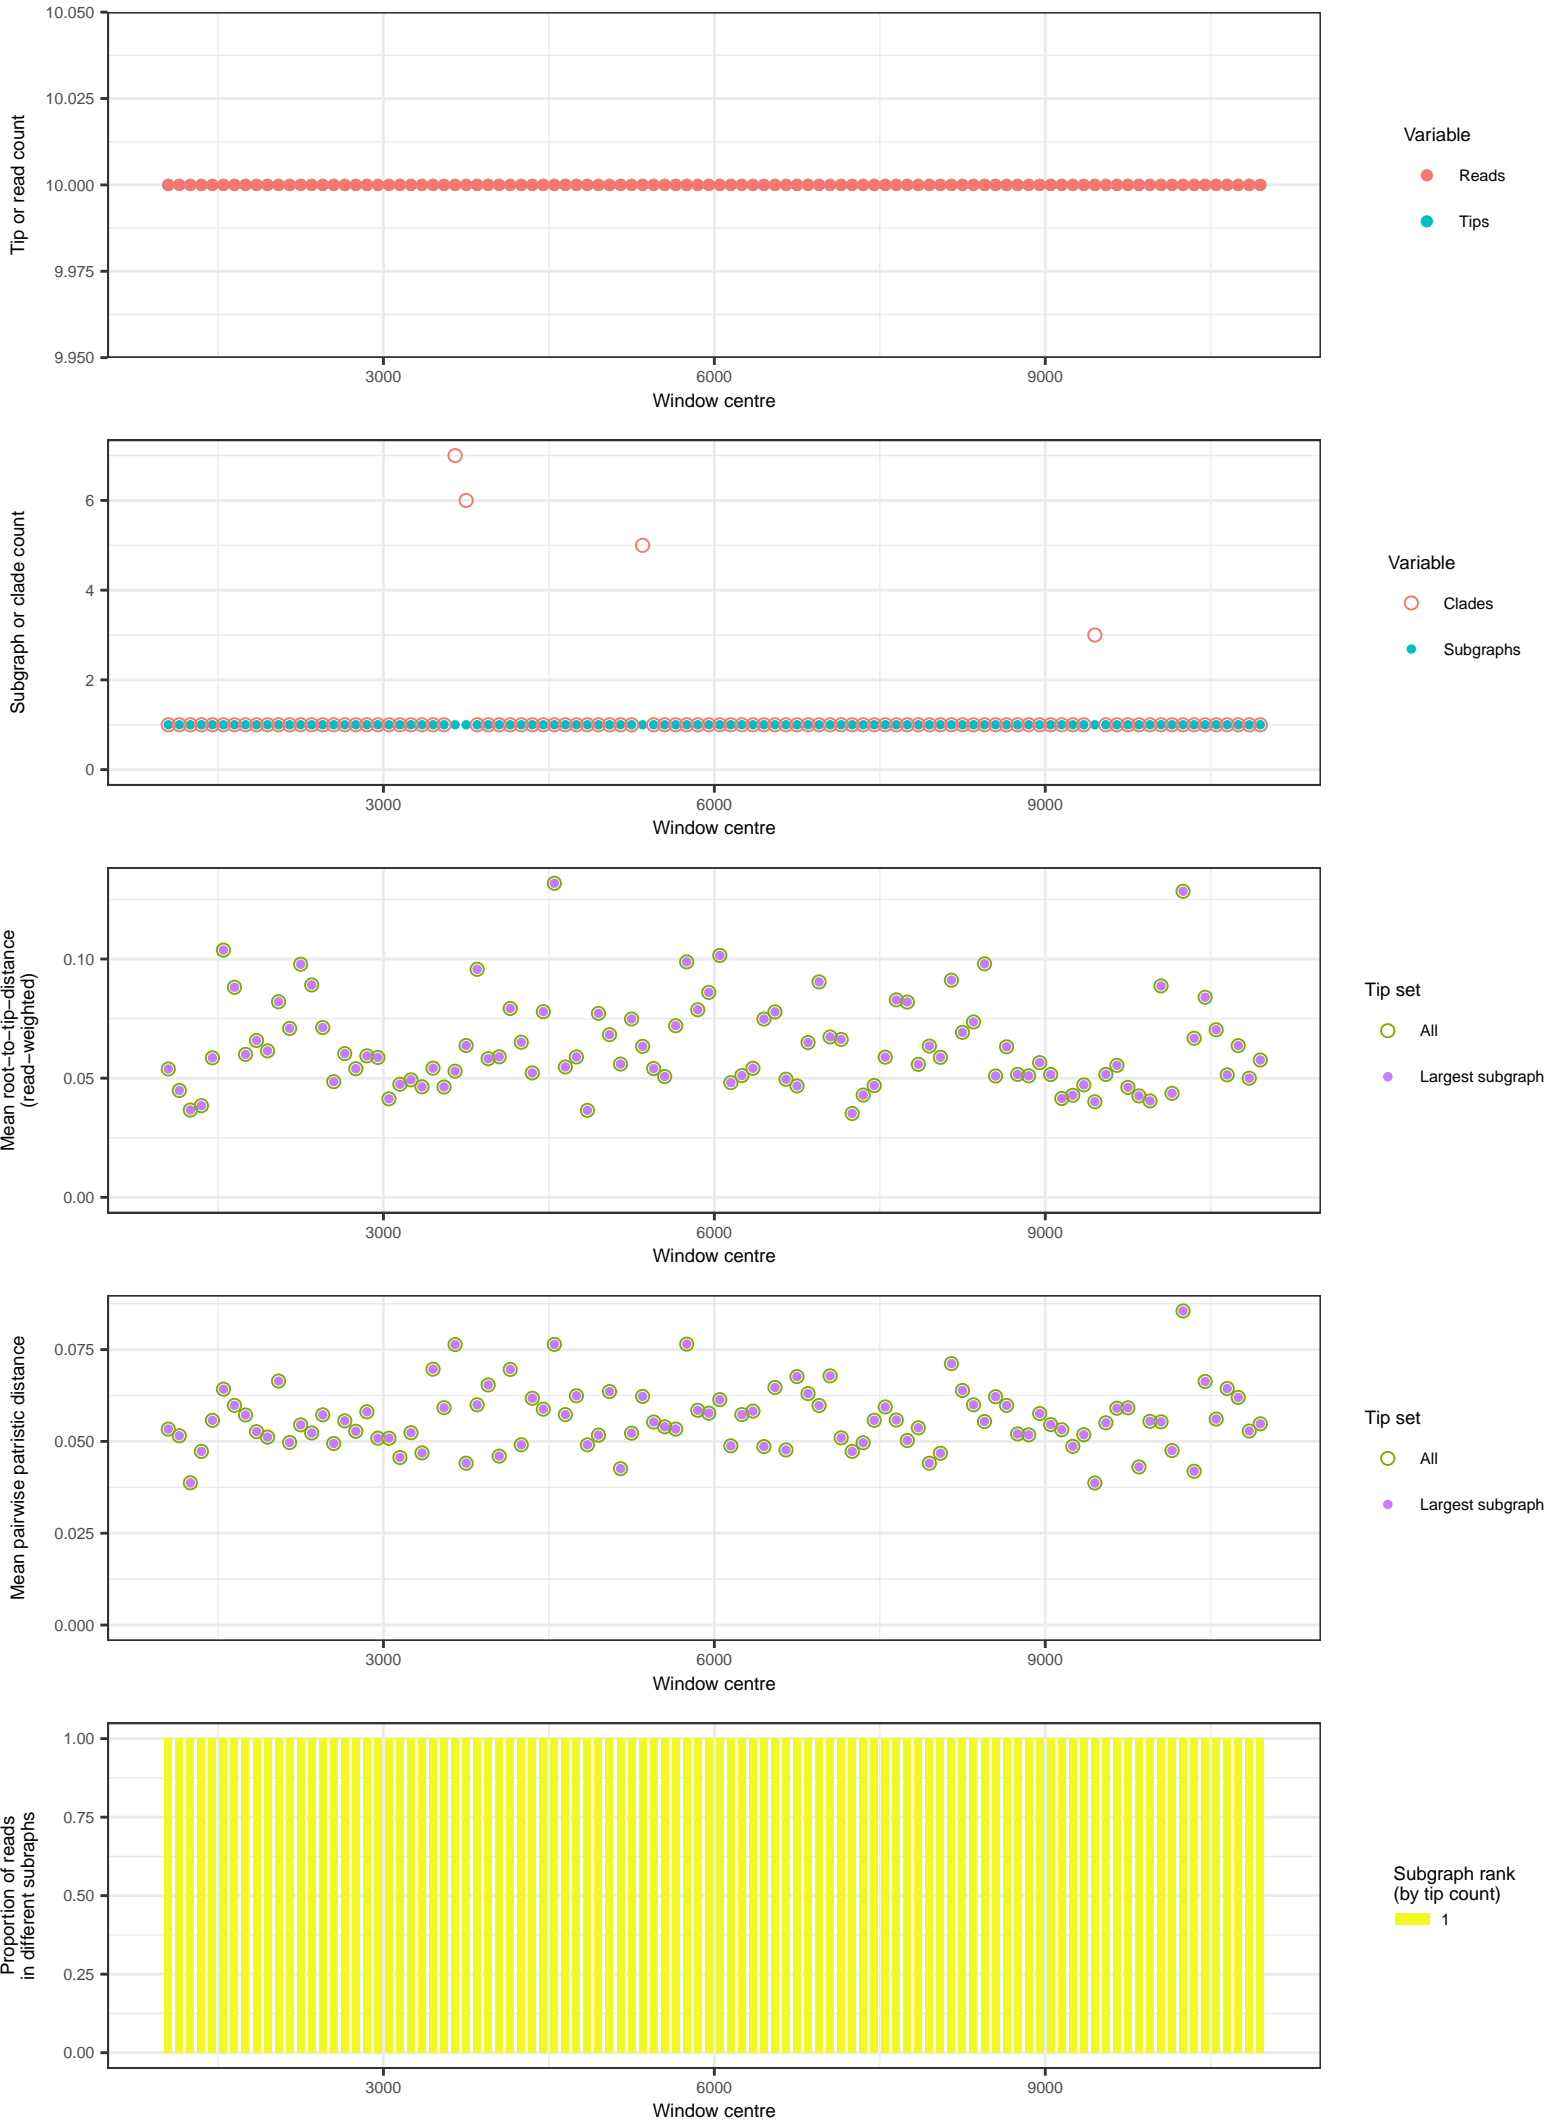 10.050
10.025
10.000
9.975
9.950
Tip or read count
3000 6000 9000
Window centre
Variable
Reads
Tips
6
4
2
0
Subgraph or clade count
3000 6000 9000
Window centre
Variable
Clades
Subgraphs
0.10
0.05
0.00
Mean root−to−tip−distance
(read−weighted)
3000 6000 9000
Window centre
Tip set
All
Largest subgraph
0.075
0.050
0.025
0.000
Mean pairwise patristic distance
3000 6000 9000
Window centre
Tip set
All
Largest subgraph
1.00
0.75
0.50
0.25
0.00
Proportion of reads
in different subraphs
3000 6000 9000
Window centre
Subgraph rank
(by tip count)
1